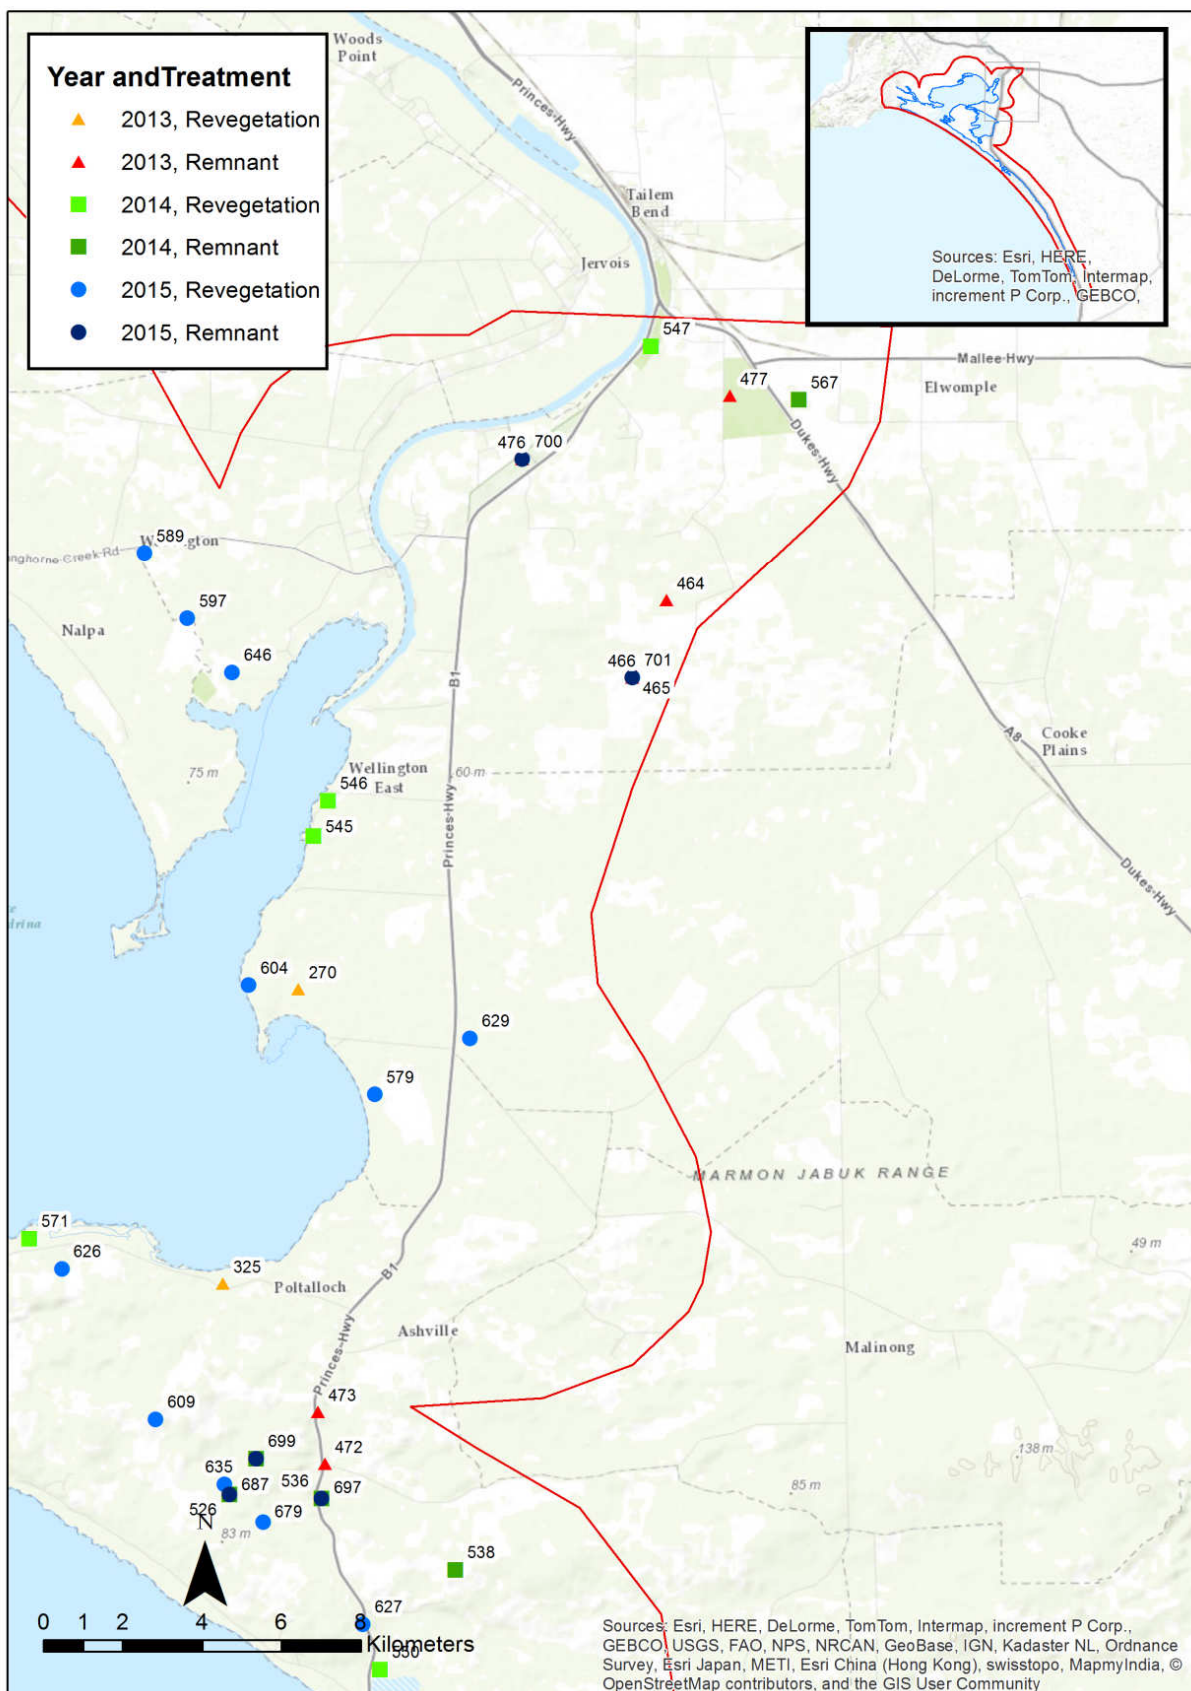 Woods
Point
Year andTreatment
2013, Revegetation
2013, Remnant
2014, Revegetation
2014, Remnant
2015, Revegetation
2015, Remnant
Sources: Esri, HERE,
DeLorme, TomTom, Intermap,
increment P Corp., GEBCO,
Princes-Hwy
Tailem
Bend
Jervois
547
Mallee-Hwy
Elwomple
477
567
Dukes-Hwy
476 700
589
nghorne-Creek-Rd
597
464
Nalpa
646
466 701
465
B1
A8
Cooke
Plains
75 m
Wellington
East
60 m
546
545
Princes-Hwy
Dukes-Hwy
drina
604
270
629
579
MARMON JABUK RANGE
571
626
325
Poltalloch
B1
49 m
Ashville
Malinong
Princes-Hwy
473
609
699
472
138 m
635
687
536
697
85 m
526
679
N
83 m
538
627
0 1 2 4 6 8
Kilometers
550
Sources: Esri, HERE, DeLorme, TomTom, Intermap, increment P Corp.,
GEBCO, USGS, FAO, NPS, NRCAN, GeoBase, IGN, Kadaster NL, Ordnance
Survey, Esri Japan, METI, Esri China (Hong Kong), swisstopo, MapmyIndia, ©
OpenStreetMap contributors, and the GIS User Community